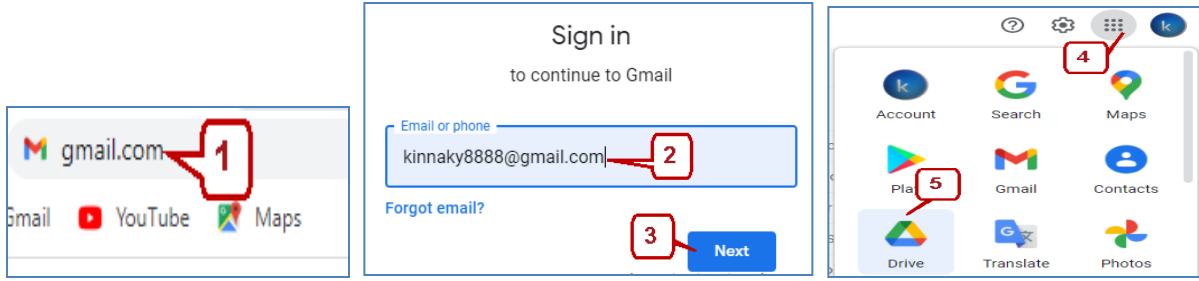 gmail.com
1
Gmail YouTube Maps
Sign in
to continue to Gmail
Email or phone
kinnaky8888@gmail.com
2
Forgot email?
3
Next
4
k
k
Account Search Maps
Play Gmail Contacts
5
Drive Translate Photos